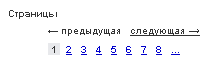 Страницы
← предыдущая следующая →
1 2 3 4 5 6 7 8 ...